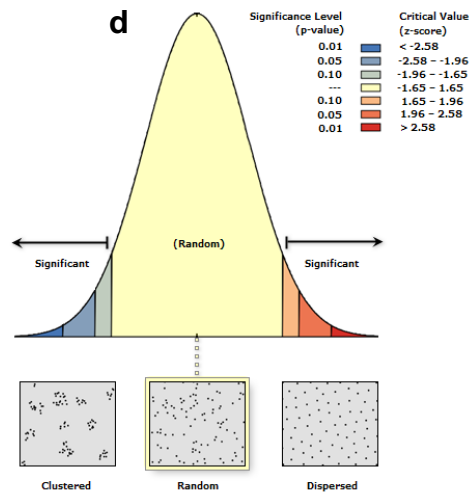 d
Significance Level Critical Value
(p-value) (z-score)
0.01 < -2.58
0.05 -2.58 – -1.96
0.10 -1.96 – -1.65
--- -1.65 - 1.65
0.10 1.65 - 1.96
0.05 1.96 - 2.58
0.01 > 2.58
(Random)
Significant Significant
Clustered Random Dispersed